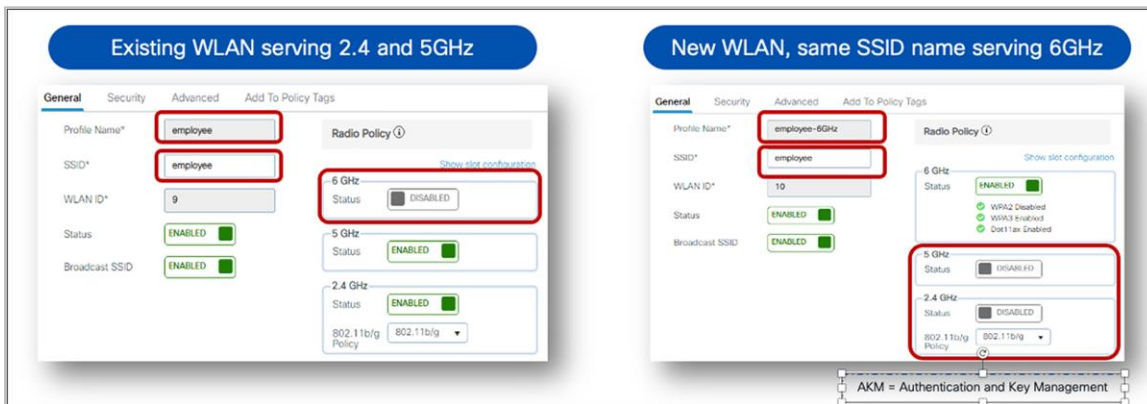 Existing WLAN serving 2.4 and 5GHz
General Security Advanced Add To Policy Tags
Profile Name* employee
SSID* employee
WLAN ID* 9
Status ENABLED
Broadcast SSID ENABLED
Radio Policy
Show slot configuration
6 GHz
Status DISABLED
5 GHz
Status ENABLED
2.4 GHz
Status ENABLED
802.11b/g Policy 802.11b/g
New WLAN, same SSID name serving 6GHz
General Security Advanced Add To Policy Tags
Profile Name* employee-6GHz
SSID* employee
WLAN ID* 10
Status ENABLED
Broadcast SSID ENABLED
Radio Policy
Show slot configuration
6 GHz
Status ENABLED
WPA2 Disabled
WPA3 Enabled
Dot11ax Enabled
5 GHz
Status DISABLED
2.4 GHz
Status DISABLED
802.11b/g Policy 802.11b/g
AKM = Authentication and Key Management